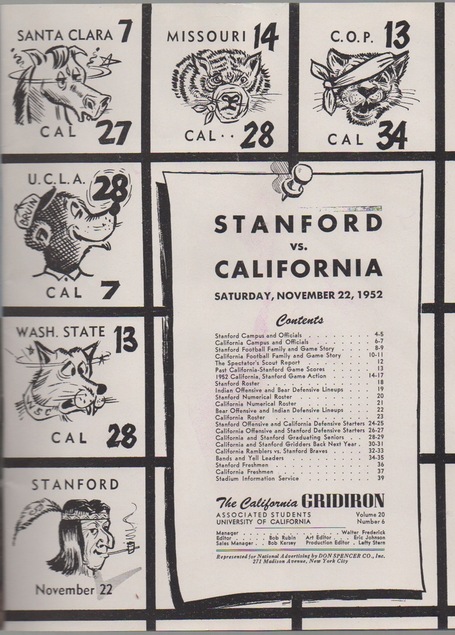 SANTA CLARA 7
CAL 27
MISSOURI 14
CAL·· 28
C.O.P. 13
CAL 34
U.C.L.A. 28
BRUIN
CAL 7
WASH. STATE 13
WSC
CAL 28
STANFORD
November 22
STANFORD
vs.
CALIFORNIA
SATURDAY, NOVEMBER 22, 1952
Contents
Stanford Campus and Officials . . . . . . . . 4-5
California Campus and Officials . . . . . . . . 6-7
Stanford Football Family and Game Story . . . . 8-9
California Football Family and Game Story . . . . 10-11
The Spectator's Scout Report . . . . . . . . 12
Past California-Stanford Game Scores . . . . . 13
1952 California, Stanford Game Action . . . . 14-17
Stanford Roster . . . . . . . . . . . 18
Indian Offensive and Bear Defensive Lineups . . . 19
Stanford Numerical Roster . . . . . . . . 20
California Numerical Roster . . . . . . . . 21
Bear Offensive and Indian Defensive Lineups . . . 22
California Roster . . . . . . . . . . . 23
Stanford Offensive and California Defensive Starters 24-25
California Offensive and Stanford Defensive Starters 26-27
California and Stanford Graduating Seniors . . . 28-29
California and Stanford Gridders Back Next Year . 30-31
California Ramblers vs. Stanford Braves . . . . 32-33
Bands and Yell Leaders . . . . . . . . . 34-35
Stanford Freshmen . . . . . . . . . . . 36
California Freshmen . . . . . . . . . . 37
Stadium Information Service . . . . . . . . 39
The California GRIDIRON
ASSOCIATED STUDENTS Volume 20
UNIVERSITY OF CALIFORNIA Number 6
Manager . . . . . . . . . . Walter Frederick
Editor . . . . Bob Rubin Art Editor . . . Eric Johnson
Sales Manager . . Bob Kersey Production Editor . . Lefty Stern
Represented for National Advertising by DON SPENCER CO., Inc.
271 Madison Avenue, New York City